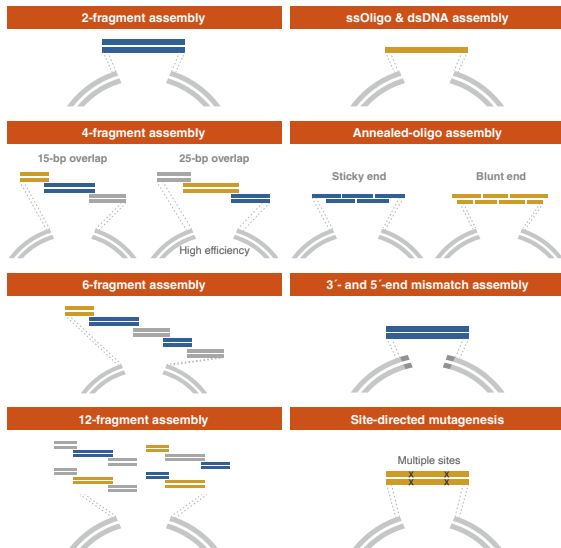 2-fragment assembly
ssOligo & dsDNA assembly
4-fragment assembly
15-bp overlap
25-bp overlap
High efficiency
Annealed-oligo assembly
Sticky end
Blunt end
6-fragment assembly
3´- and 5´-end mismatch assembly
12-fragment assembly
Site-directed mutagenesis
Multiple sites
x x
x x